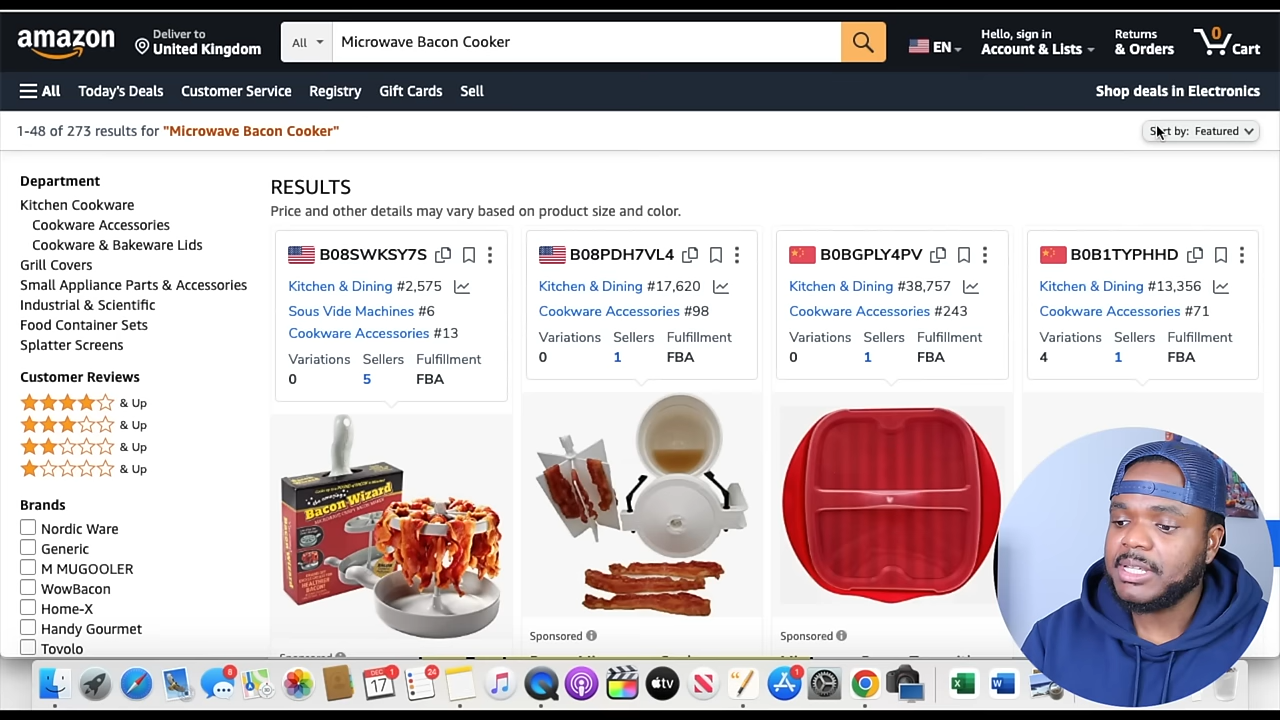 amazon
Deliver to
United Kingdom
All
Microwave Bacon Cooker
EN
Hello, sign in
Account & Lists
Returns
& Orders
0
Cart
All
Today's Deals
Customer Service
Registry
Gift Cards
Sell
Shop deals in Electronics
1-48 of 273 results for "Microwave Bacon Cooker"
Sort by: Featured
Department
Kitchen Cookware
Cookware Accessories
Cookware & Bakeware Lids
Grill Covers
Small Appliance Parts & Accessories
Industrial & Scientific
Food Container Sets
Splatter Screens
Customer Reviews
& Up
& Up
& Up
& Up
Brands
Nordic Ware
Generic
M MUGOOLER
WowBacon
Home-X
Handy Gourmet
Tovolo
RESULTS
Price and other details may vary based on product size and color.
B08SWKSY7S
Kitchen & Dining #2,575
Sous Vide Machines #6
Cookware Accessories #13
Variations Sellers Fulfillment
0 5 FBA
Bacon Wizard
B08PDH7VL4
Kitchen & Dining #17,620
Cookware Accessories #98
Variations Sellers Fulfillment
0 1 FBA
Sponsored
B0BGPLY4PV
Kitchen & Dining #38,757
Cookware Accessories #243
Variations Sellers Fulfillment
0 1 FBA
Sponsored
B0B1TYPHHD
Kitchen & Dining #13,356
Cookware Accessories #71
Variations Sellers Fulfillment
4 1 FBA
8
DEC 1
17
24
tv
1